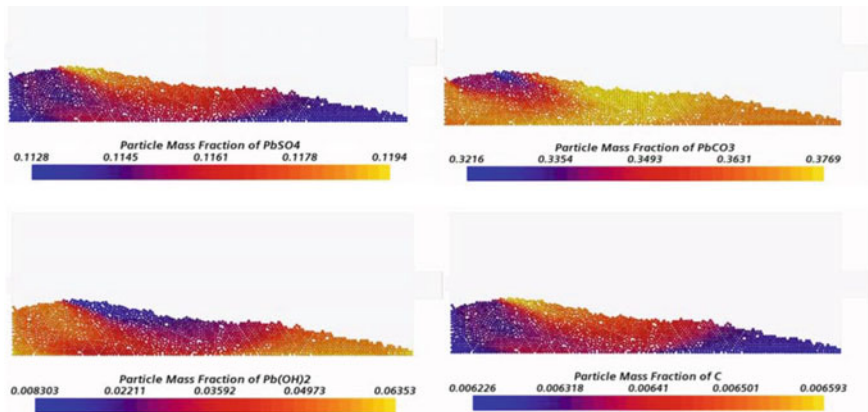 Particle Mass Fraction of PbSO4
0.1128 0.1145 0.1161 0.1178 0.1194
Particle Mass Fraction of PbCO3
0.3216 0.3354 0.3493 0.3631 0.3769
Particle Mass Fraction of Pb(OH)2
0.008303 0.02211 0.03592 0.04973 0.06353
Particle Mass Fraction of C
0.006226 0.006318 0.00641 0.006501 0.006593